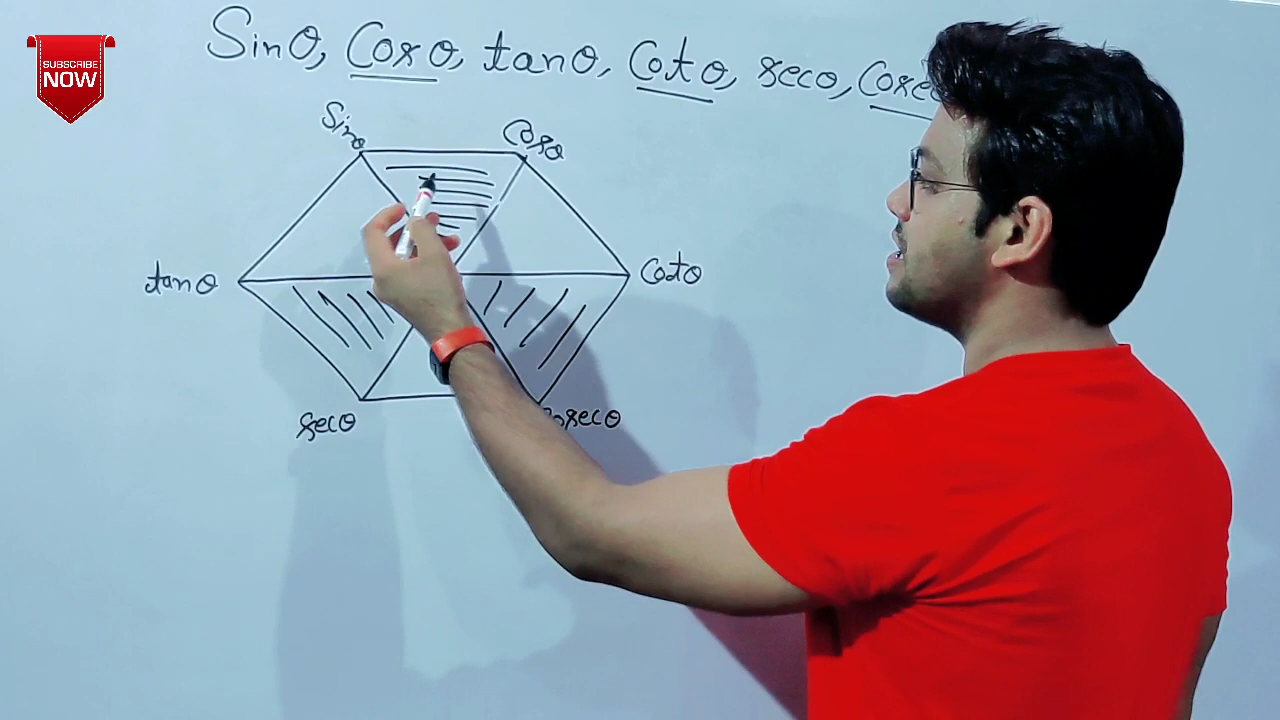 SUBSCRIBE
NOW
Sinθ, Cosθ, tanθ, Cotθ, secθ, Cosec
Sinθ Cosθ
tanθ Cotθ
secθ Cosecθ